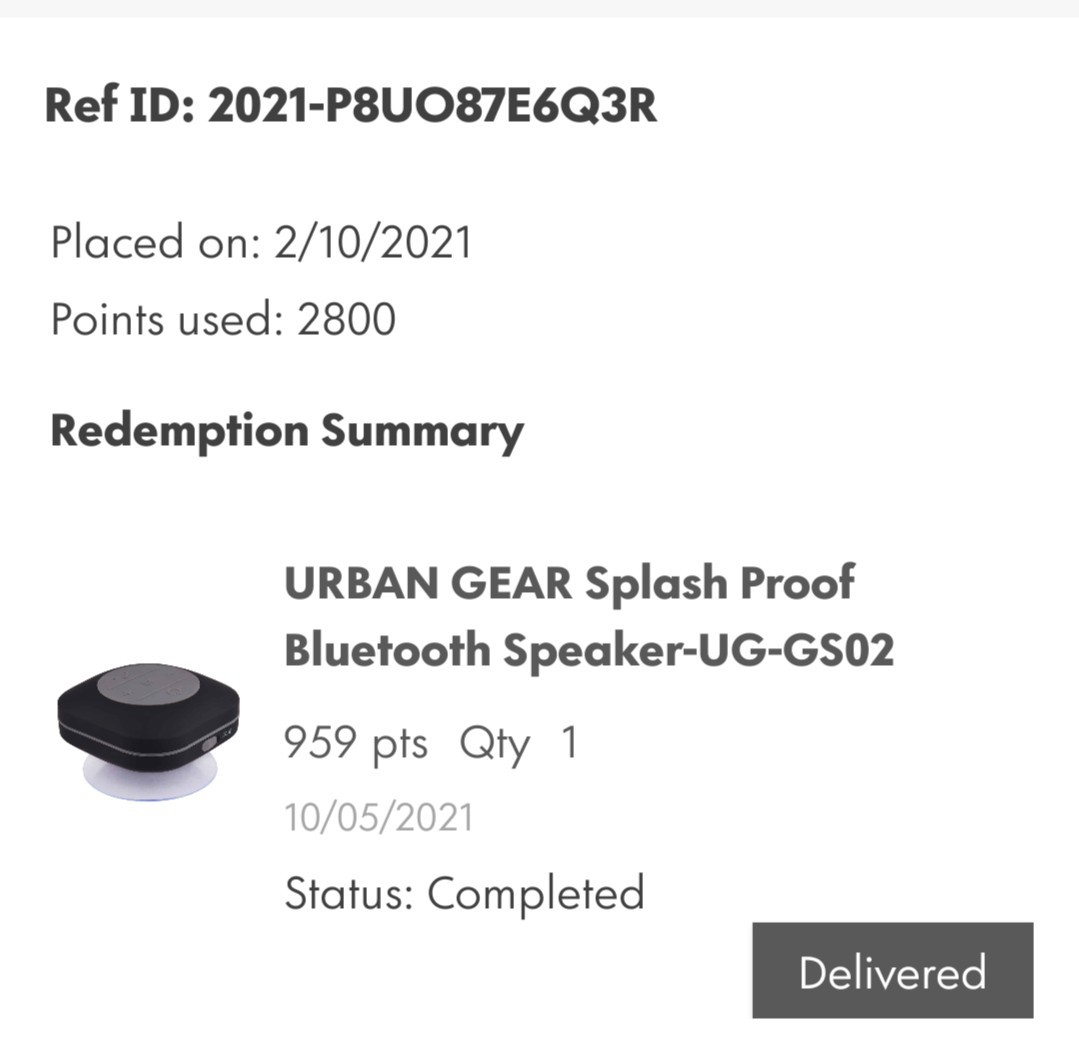 Ref ID: 2021-P8UO87E6Q3R
Placed on: 2/10/2021
Points used: 2800
Redemption Summary
URBAN GEAR Splash Proof
Bluetooth Speaker-UG-GS02
959 pts Qty 1
10/05/2021
Status: Completed
Delivered